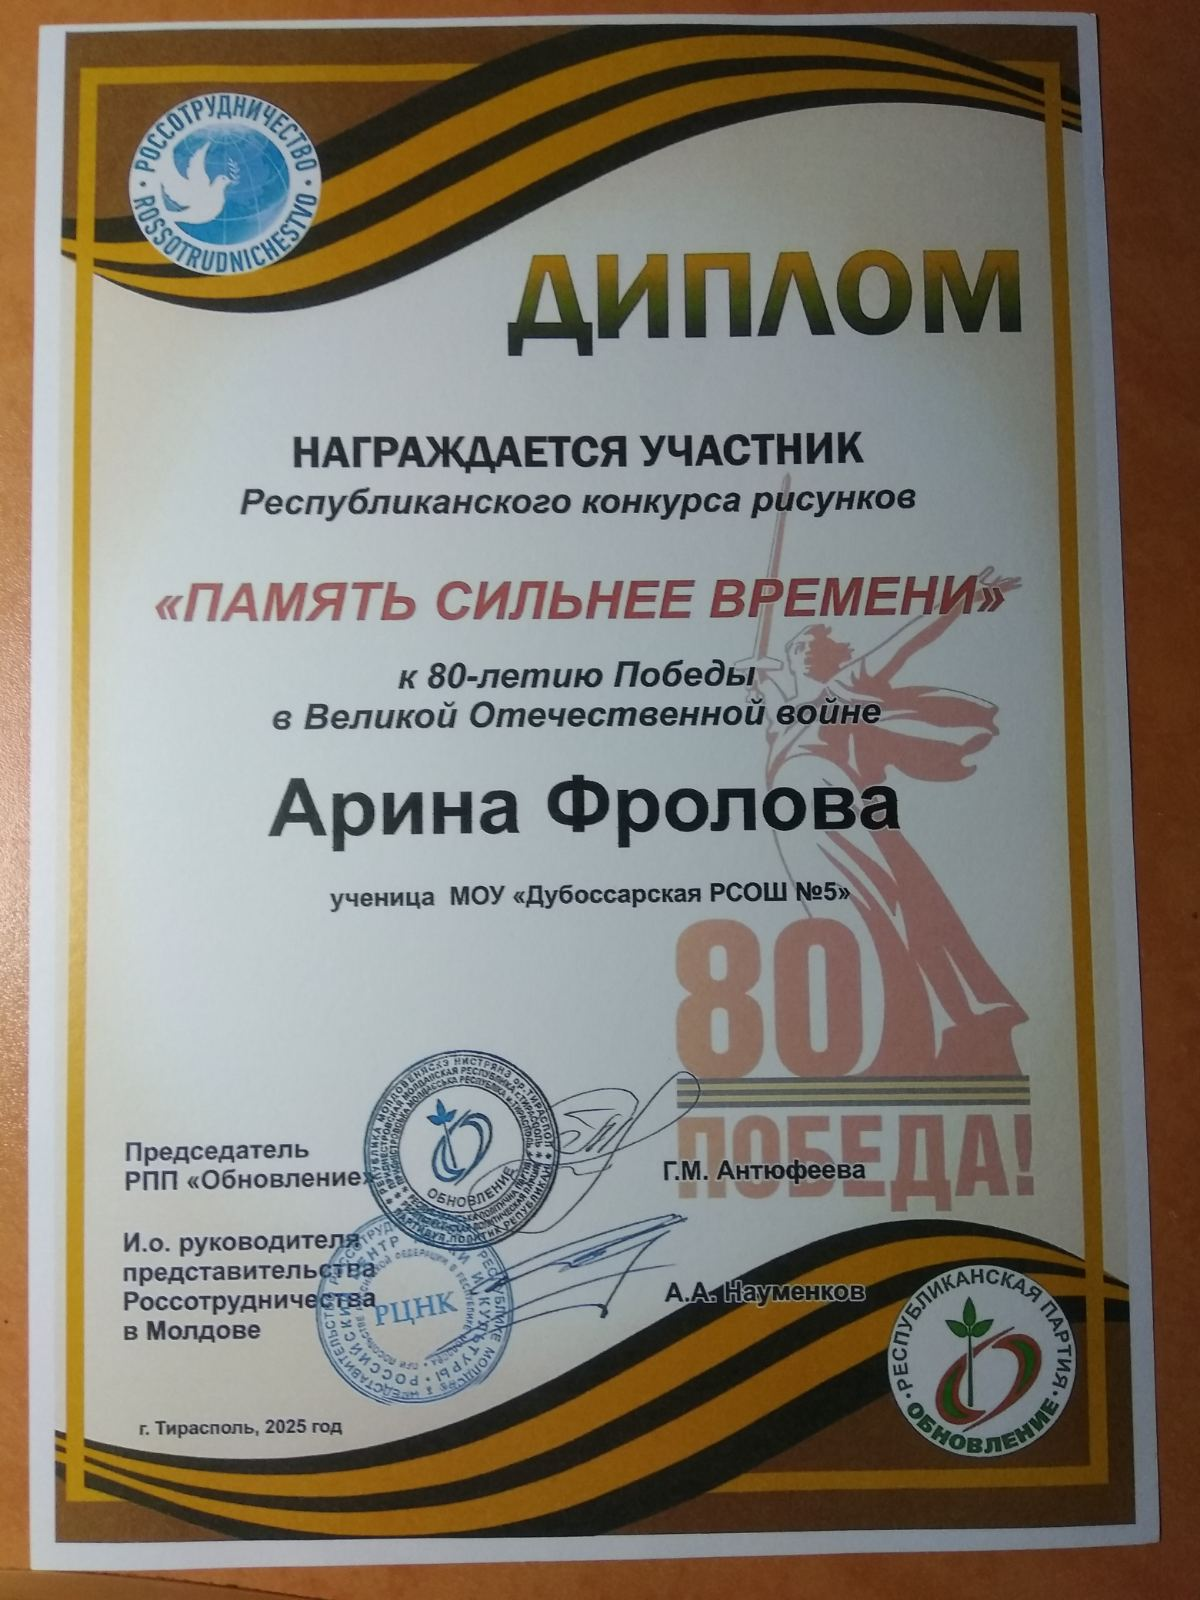 РОССОТРУДНИЧЕСТВО
ROSSOTRUDNICHESTVO
ДИПЛОМ
НАГРАЖДАЕТСЯ УЧАСТНИК
Республиканского конкурса рисунков
«ПАМЯТЬ СИЛЬНЕЕ ВРЕМЕНИ»
к 80-летию Победы
в Великой Отечественной войне
Арина Фролова
ученица МОУ «Дубоссарская РСОШ №5»
80
ПОБЕДА!
Председатель
РПП «Обновление»
Г.М. Антюфеева
ОБНОВЛЕНИЕ
И.о. руководителя
представительства
Россотрудничества
в Молдове
РЦНК
А.А. Науменков
г. Тирасполь, 2025 год
РЕСПУБЛИКАНСКАЯ ПАРТИЯ
ОБНОВЛЕНИЕ